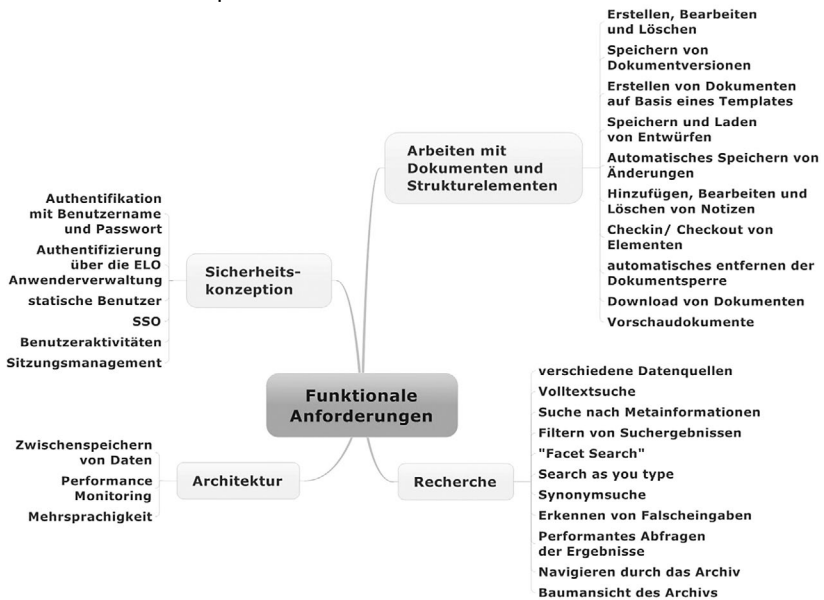 Funktionale
Anforderungen
Arbeiten mit
Dokumenten und
Strukturelementen
Erstellen, Bearbeiten
und Löschen
Speichern von
Dokumentversionen
Erstellen von Dokumenten
auf Basis eines Templates
Speichern und Laden
von Entwürfen
Automatisches Speichern von
Änderungen
Hinzufügen, Bearbeiten und
Löschen von Notizen
Checkin/ Checkout von
Elementen
automatisches entfernen der
Dokumentsperre
Download von Dokumenten
Vorschaudokumente
Recherche
verschiedene Datenquellen
Volltextsuche
Suche nach Metainformationen
Filtern von Suchergebnissen
"Facet Search"
Search as you type
Synonymsuche
Erkennen von Falscheingaben
Performantes Abfragen
der Ergebnisse
Navigieren durch das Archiv
Baumansicht des Archivs
Sicherheits-
konzeption
Authentifikation
mit Benutzername
und Passwort
Authentifizierung
über die ELO
Anwenderverwaltung
statische Benutzer
SSO
Benutzeraktivitäten
Sitzungsmanagement
Architektur
Zwischenspeichern
von Daten
Performance
Monitoring
Mehrsprachigkeit